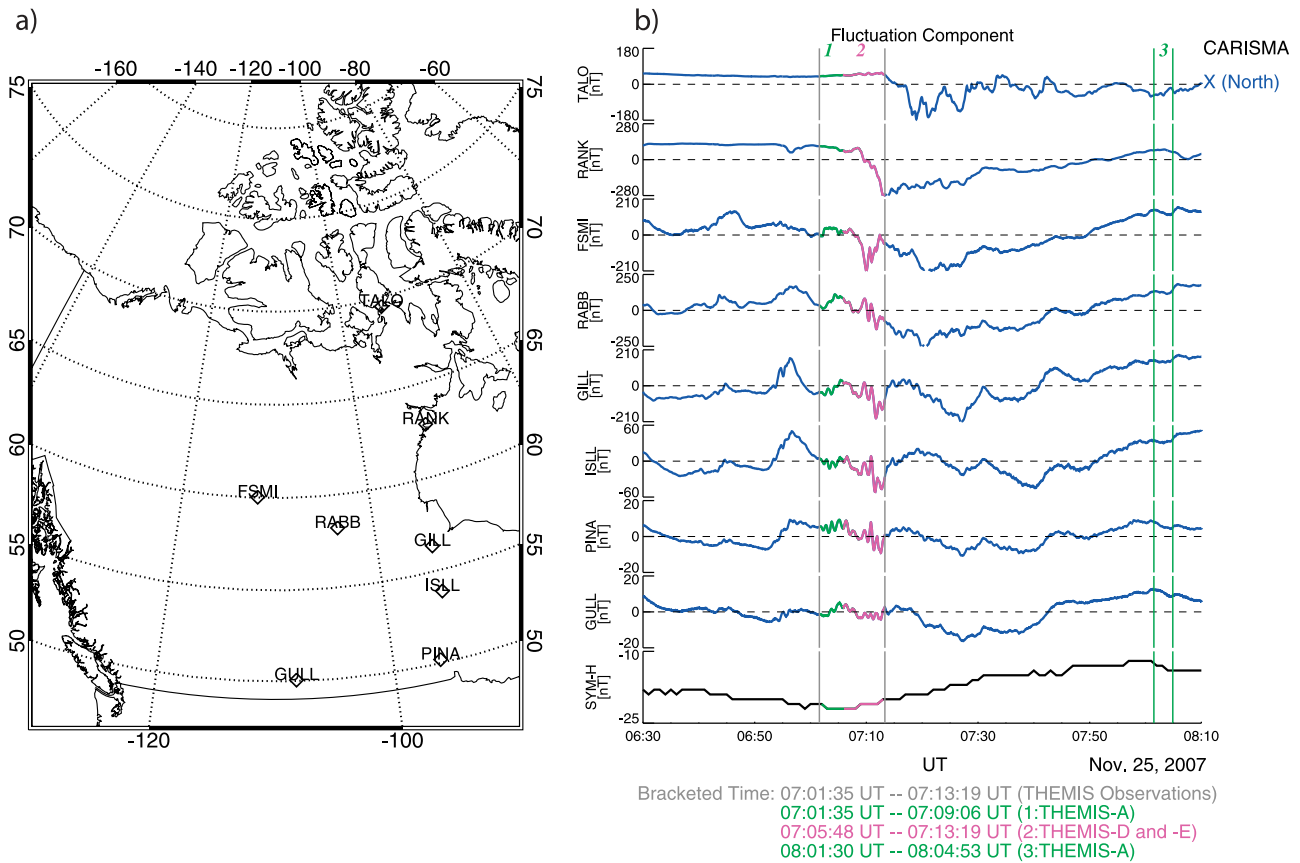 a)
-160 -140 -120 -100 -80 -60
75 75
70 70
65 65
60 60
55 55
50 50
-120 -100
TALO
RANK
FSMI
RABB
GILL
ISLL
PINA
GULL
b)
Fluctuation Component
1 2 3
CARISMA
X (North)
TALO
[nT]
180
0
-180
RANK
[nT]
280
0
-280
FSMI
[nT]
210
0
-210
RABB
[nT]
250
0
-250
GILL
[nT]
210
0
-210
ISLL
[nT]
60
0
-60
PINA
[nT]
20
0
-20
GULL
[nT]
20
0
-20
SYM-H
[nT]
-10
-25
06:30 06:50 07:10 07:30 07:50 08:10
UT
Nov. 25, 2007
Bracketed Time: 07:01:35 UT -- 07:13:19 UT (THEMIS Observations)
07:01:35 UT -- 07:09:06 UT (1:THEMIS-A)
07:05:48 UT -- 07:13:19 UT (2:THEMIS-D and -E)
08:01:30 UT -- 08:04:53 UT (3:THEMIS-A)